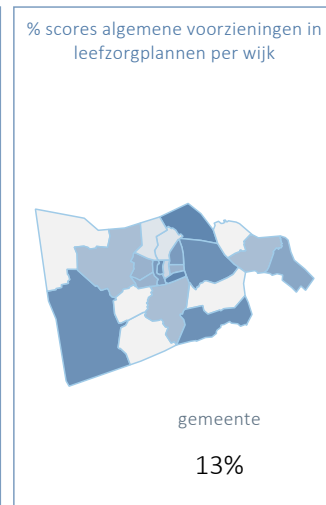 % scores algemene voorzieningen in
leefzorgplannen per wijk
gemeente
13%